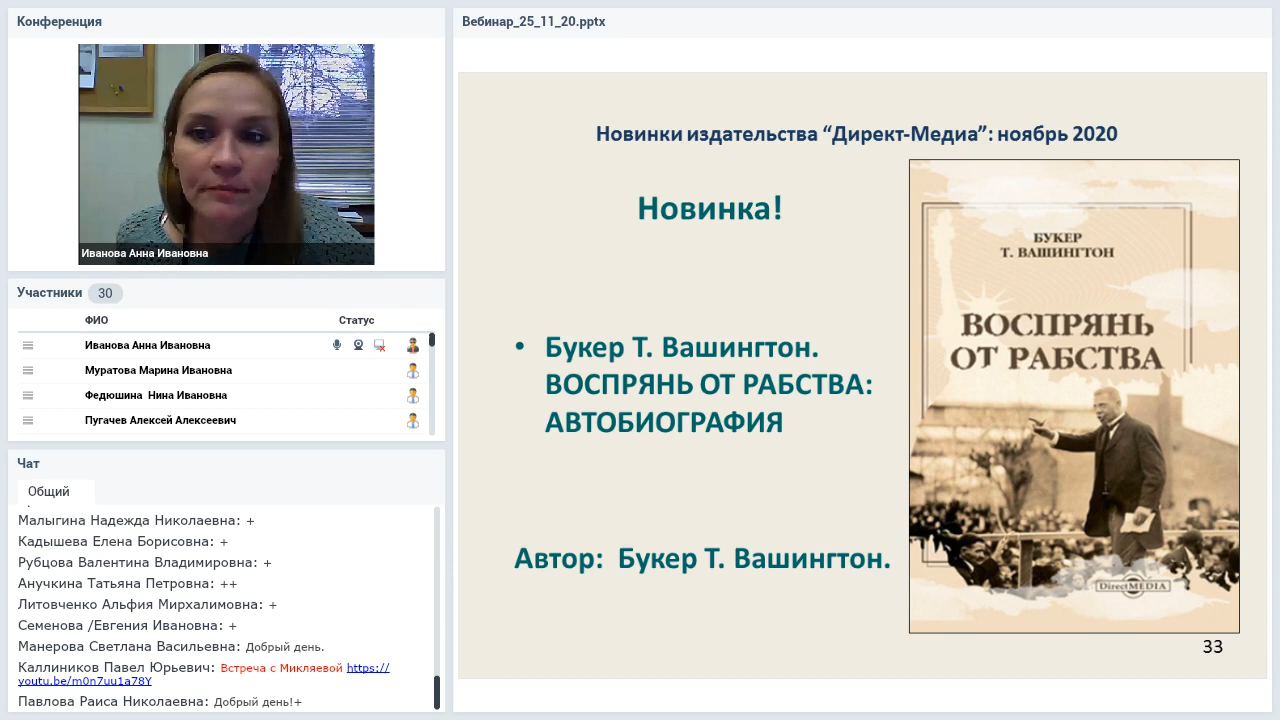 Конференция
Иванова Анна Ивановна
Участники 30
ФИО Статус
Иванова Анна Ивановна
Муратова Марина Ивановна
Федюшина Нина Ивановна
Пугачев Алексей Алексеевич
Чат
Общий
Малыгина Надежда Николаевна: +
Кадышева Елена Борисовна: +
Рубцова Валентина Владимировна: +
Анучкина Татьяна Петровна: ++
Литовченко Альфия Мирхалимовна: +
Семенова /Евгения Ивановна: +
Манерова Светлана Васильевна: Добрый день.
Каллиников Павел Юрьевич: Встреча с Микляевой https://
youtu.be/m0n7uu1a78Y
Павлова Раиса Николаевна: Добрый день!+
Вебинар_25_11_20.pptx
Новинки издательства “Директ-Медиа”: ноябрь 2020
Новинка!
• Букер Т. Вашингтон.
ВОСПРЯНЬ ОТ РАБСТВА:
АВТОБИОГРАФИЯ
Автор: Букер Т. Вашингтон.
БУКЕР
Т. ВАШИНГТОН
ВОСПРЯНЬ
ОТ РАБСТВА
DirectMEDIA
33